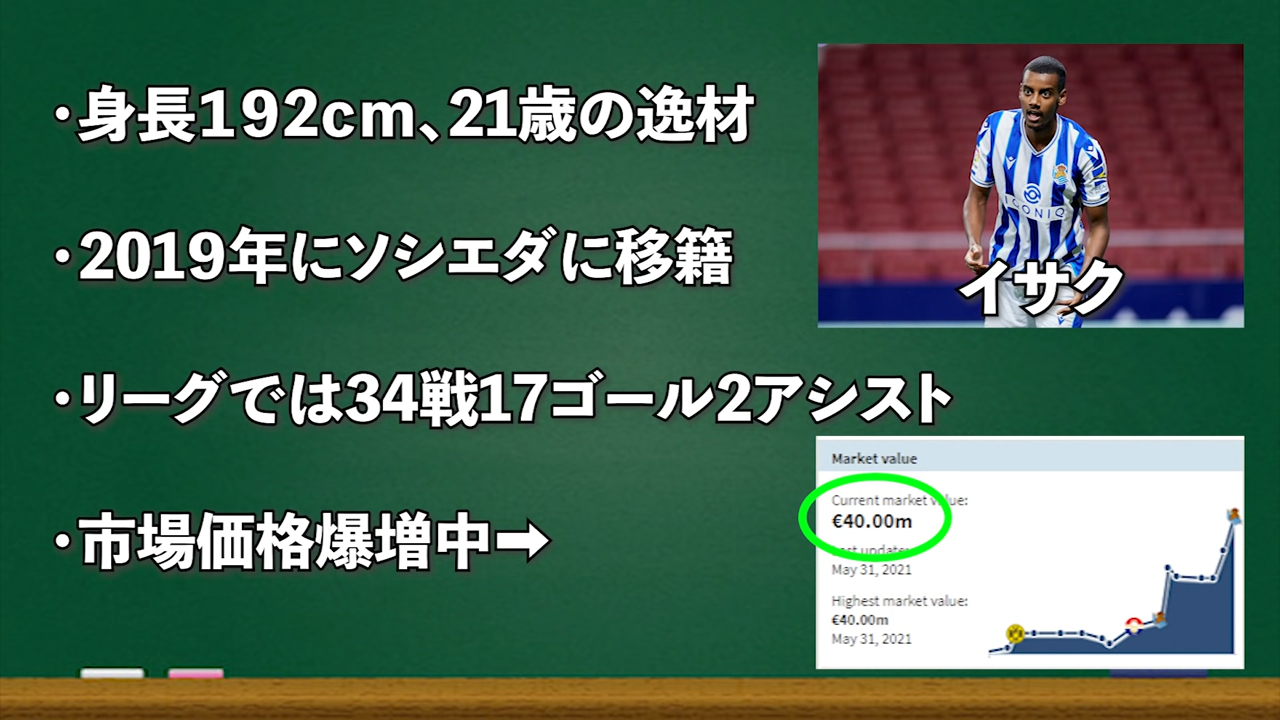 ・身長192cm、21歳の逸材
・2019年にソシエダに移籍
・リーグでは34戦17ゴール2アシスト
・市場価格爆増中➡
ICONIQ
イサク
Market value
Current market value:
€40.00m
Last update:
May 31, 2021
Highest market value:
€40.00m
May 31, 2021